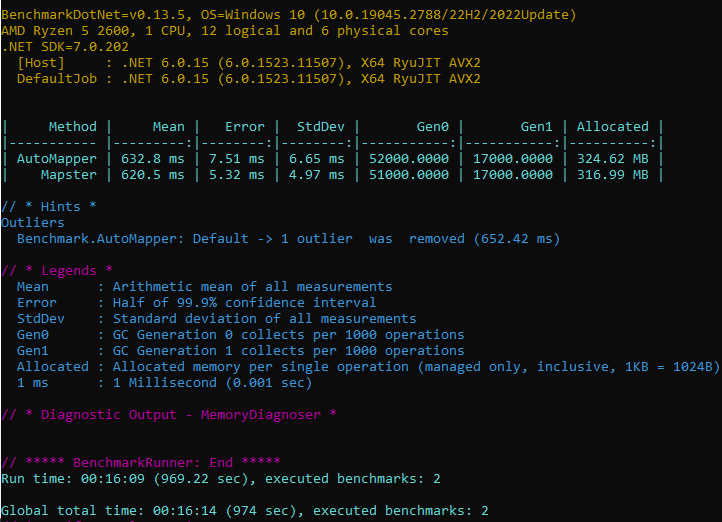 BenchmarkDotNet=v0.13.5, OS=Windows 10 (10.0.19045.2788/22H2/2022Update)
AMD Ryzen 5 2600, 1 CPU, 12 logical and 6 physical cores
.NET SDK=7.0.202
  [Host]     : .NET 6.0.15 (6.0.1523.11507), X64 RyuJIT AVX2
  DefaultJob : .NET 6.0.15 (6.0.1523.11507), X64 RyuJIT AVX2
|     Method |     Mean |   Error |  StdDev |       Gen0 |       Gen1 | Allocated |
|----------- |---------:|--------:|--------:|-----------:|-----------:|----------:|
| AutoMapper | 632.8 ms | 7.51 ms | 6.65 ms | 52000.0000 | 17000.0000 | 324.62 MB |
|    Mapster | 620.5 ms | 5.32 ms | 4.97 ms | 51000.0000 | 17000.0000 | 316.99 MB |
// * Hints *
Outliers
  Benchmark.AutoMapper: Default -> 1 outlier  was  removed (652.42 ms)
// * Legends *
  Mean      : Arithmetic mean of all measurements
  Error     : Half of 99.9% confidence interval
  StdDev    : Standard deviation of all measurements
  Gen0      : GC Generation 0 collects per 1000 operations
  Gen1      : GC Generation 1 collects per 1000 operations
  Allocated : Allocated memory per single operation (managed only, inclusive, 1KB = 1024B)
  1 ms      : 1 Millisecond (0.001 sec)
// * Diagnostic Output - MemoryDiagnoser *
// ***** BenchmarkRunner: End *****
Run time: 00:16:09 (969.22 sec), executed benchmarks: 2
Global total time: 00:16:14 (974 sec), executed benchmarks: 2